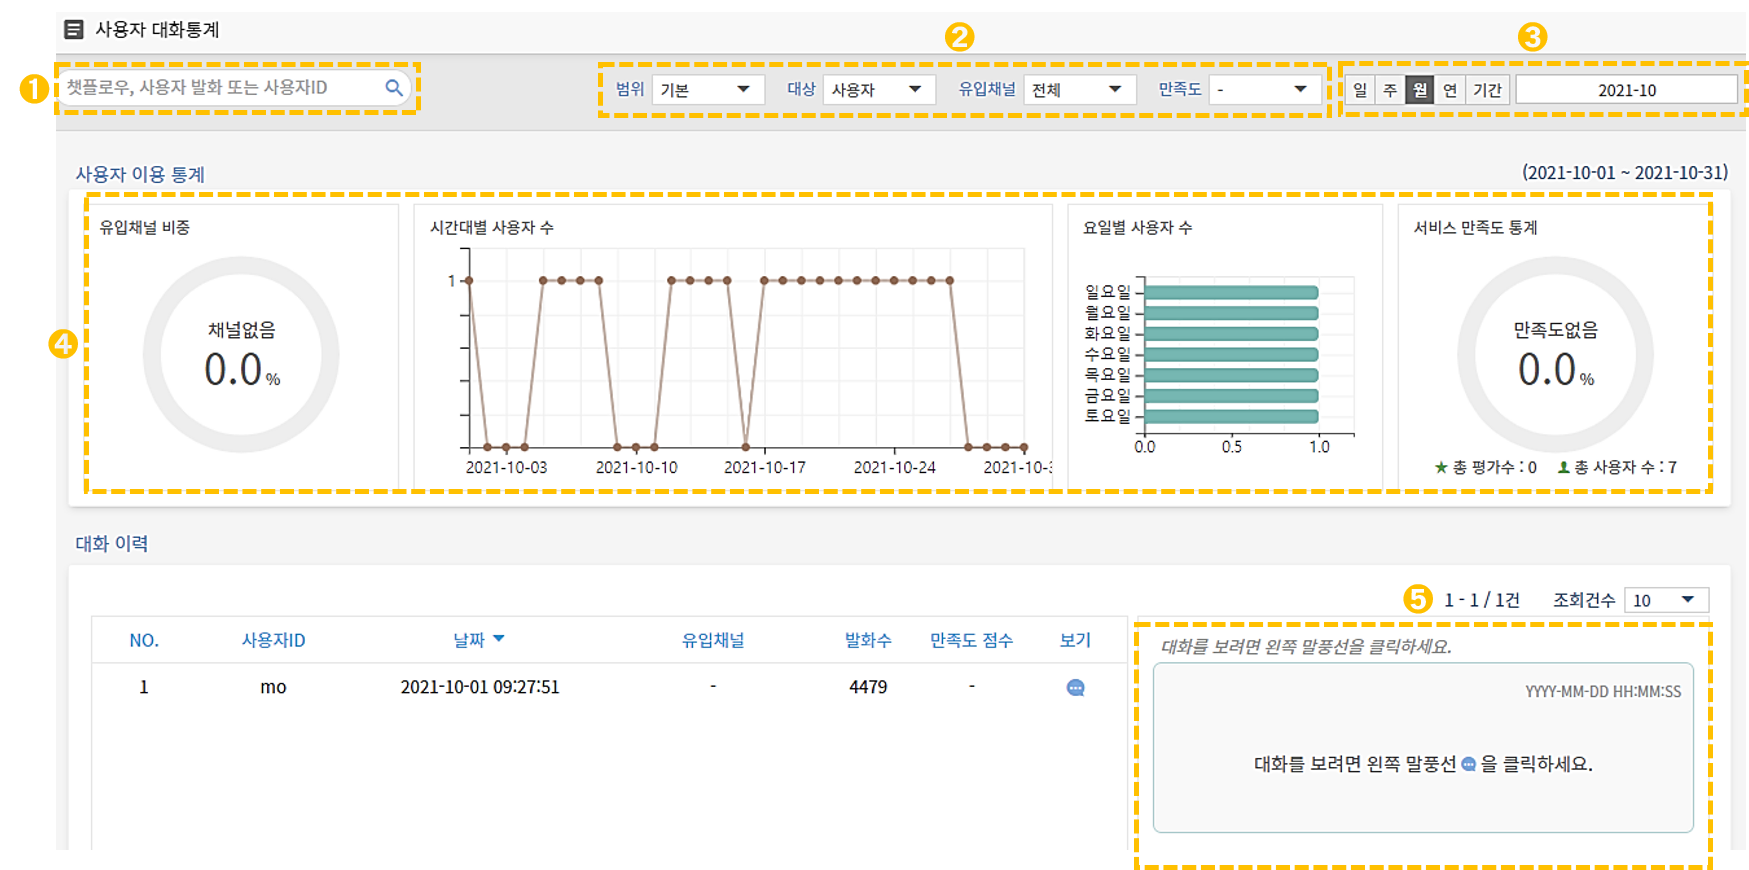 사용자 대화통계
2
3
1
챗플로우, 사용자 발화 또는 사용자ID
범위 기본 대상 사용자 유입채널 전체 만족도 -
일 주 월 연 기간 2021-10
사용자 이용 통계
(2021-10-01 ~ 2021-10-31)
4
유입채널 비중
채널없음
0.0 %
시간대별 사용자 수
1
2021-10-03 2021-10-10 2021-10-17 2021-10-24
요일별 사용자 수
일요일
월요일
화요일
수요일
목요일
금요일
토요일
0.0 0.5 1.0
서비스 만족도 통계
만족도없음
0.0 %
★ 총 평가수 : 0 총 사용자 수 : 7
대화 이력
5
1 - 1 / 1건 조회건수 10
NO. 사용자ID 날짜 유입채널 발화수 만족도 점수 보기
1 mo 2021-10-01 09:27:51 - 4479 -
대화를 보려면 왼쪽 말풍선을 클릭하세요.
YYYY-MM-DD HH:MM:SS
대화를 보려면 왼쪽 말풍선 을 클릭하세요.